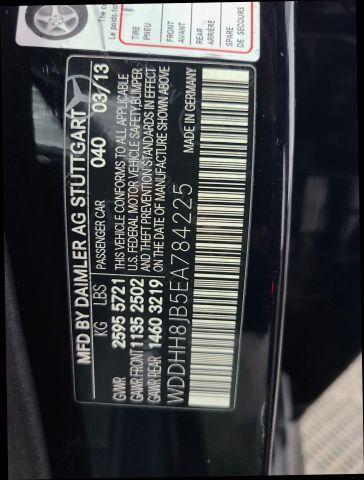 MFD BY DAIMLER AG STUTTGART
PASSENGER CAR 040 03/13
KG LBS
GVWR 2595 5721
GAWR FRONT 1135 2502
GAWR REAR 1460 3219
THIS VEHICLE CONFORMS TO ALL APPLICABLE
U.S. FEDERAL MOTOR VEHICLE SAFETY, BUMPER
AND THEFT PREVENTION STANDARDS IN EFFECT
ON THE DATE OF MANUFACTURE SHOWN ABOVE
MADE IN GERMANY
WDDHH8JB5EA784225
Le poids
TIRE
PNEU
FRONT
AVANT
REAR
ARRIÈRE
SPARE
DE SECOURS